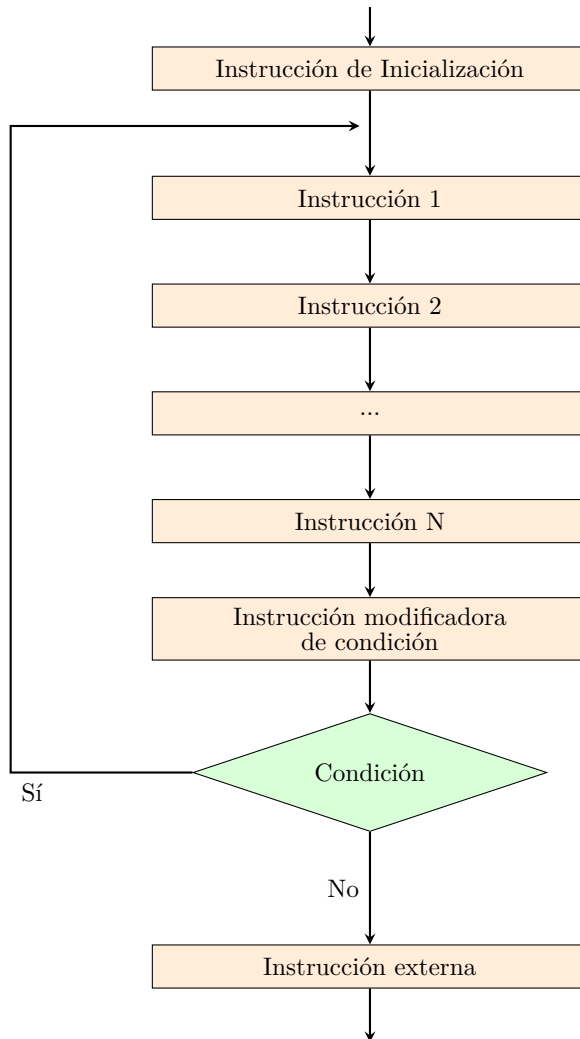 Instrucción de Inicialización
Instrucción 1
Instrucción 2
...
Instrucción N
Instrucción modificadora
de condición
Condición
Sí
No
Instrucción externa